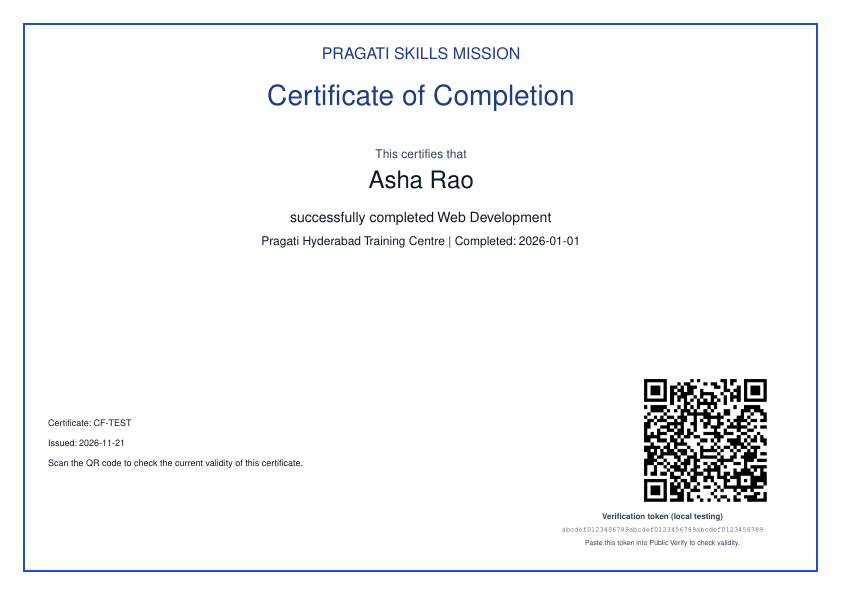 PRAGATI SKILLS MISSION
Certificate of Completion
This certifies that
Asha Rao
successfully completed Web Development
Pragati Hyderabad Training Centre | Completed: 2026-01-01
Certificate: CF-TEST
Issued: 2026-11-21
Scan the QR code to check the current validity of this certificate.
Verification token (local testing)
abcdef0123456789abcdef0123456789abcdef0123456789
Paste this token into Public Verify to check validity.